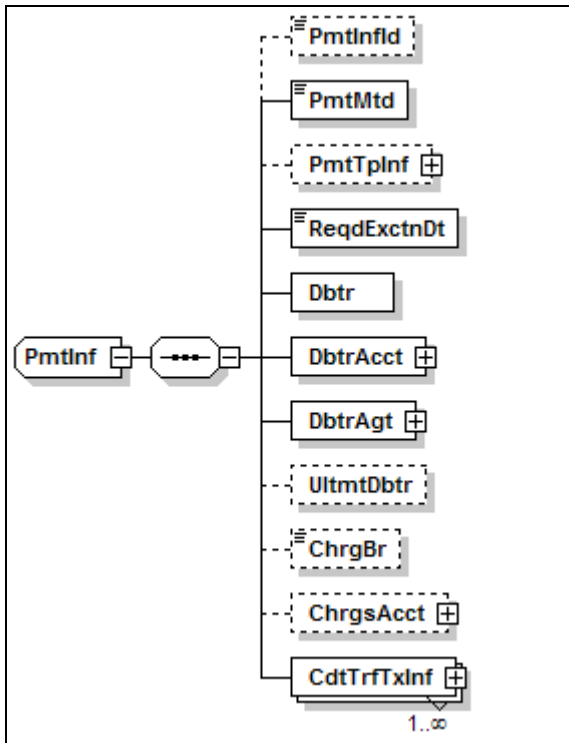 PmtInfId
PmtMtd
PmtTpInf
ReqdExctnDt
Dbtr
PmtInf
DbtrAcct
DbtrAgt
UltmtDbtr
ChrgBr
ChrgsAcct
CdtTrfTxInf
1..∞